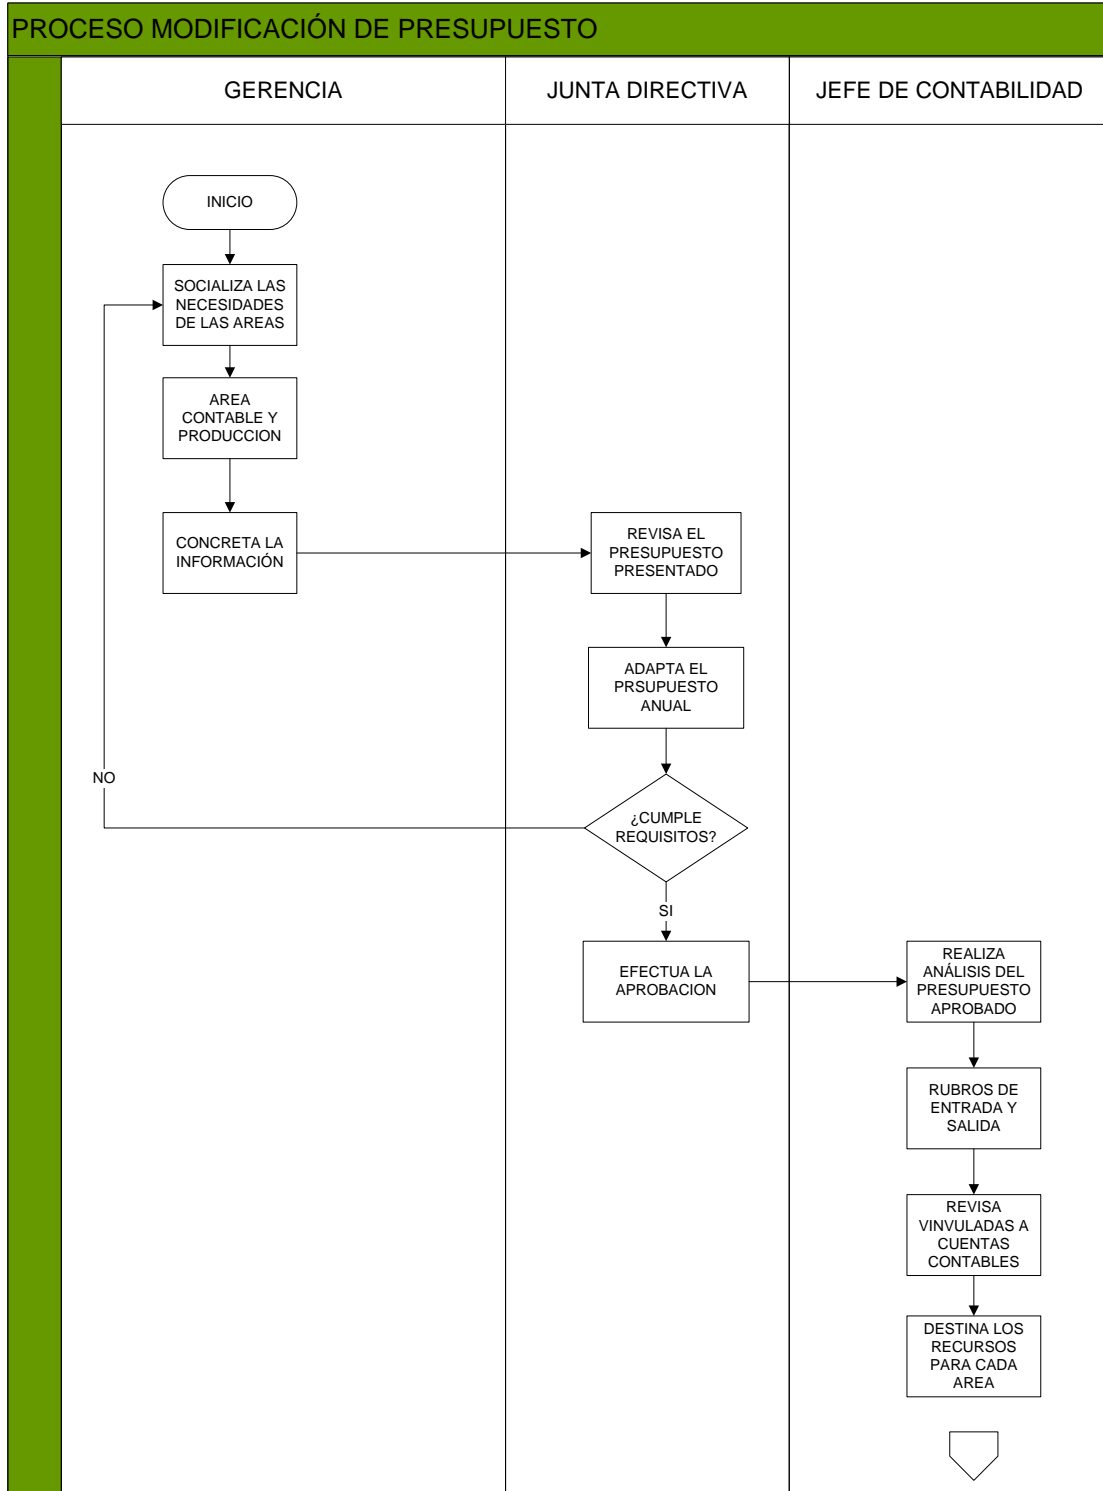 PROCESO MODIFICACIÓN DE PRESUPUESTO
GERENCIA
JUNTA DIRECTIVA
JEFE DE CONTABILIDAD
INICIO
SOCIALIZA LAS
NECESIDADES
DE LAS AREAS
AREA
CONTABLE Y
PRODUCCION
CONCRETA LA
INFORMACIÓN
REVISA EL
PRESUPUESTO
PRESENTADO
ADAPTA EL
PRSUPUESTO
ANUAL
NO
¿CUMPLE
REQUISITOS?
SI
EFECTUA LA
APROBACION
REALIZA
ANÁLISIS DEL
PRESUPUESTO
APROBADO
RUBROS DE
ENTRADA Y
SALIDA
REVISA
VINVULADAS A
CUENTAS
CONTABLES
DESTINA LOS
RECURSOS
PARA CADA
AREA